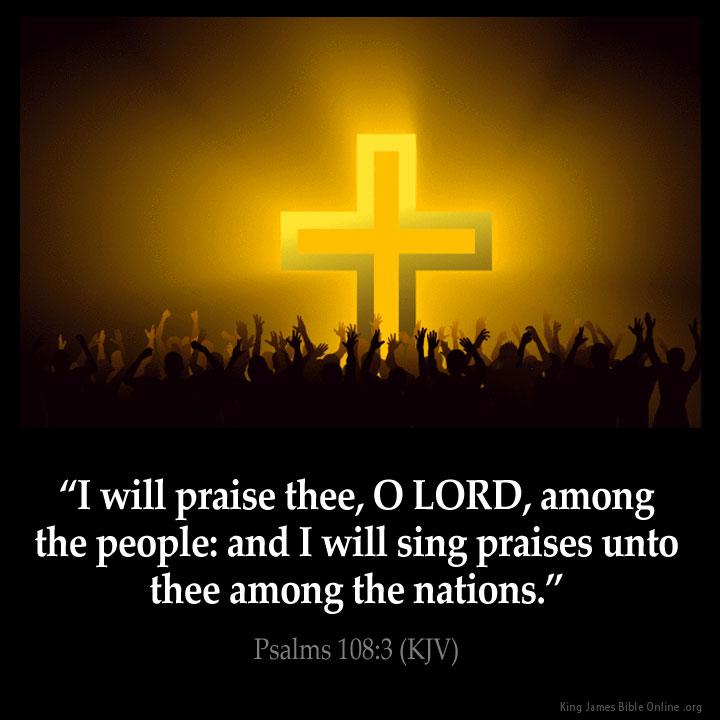 “I will praise thee, O LORD, among
the people: and I will sing praises unto
thee among the nations.”
Psalms 108:3 (KJV)
King James Bible Online .org